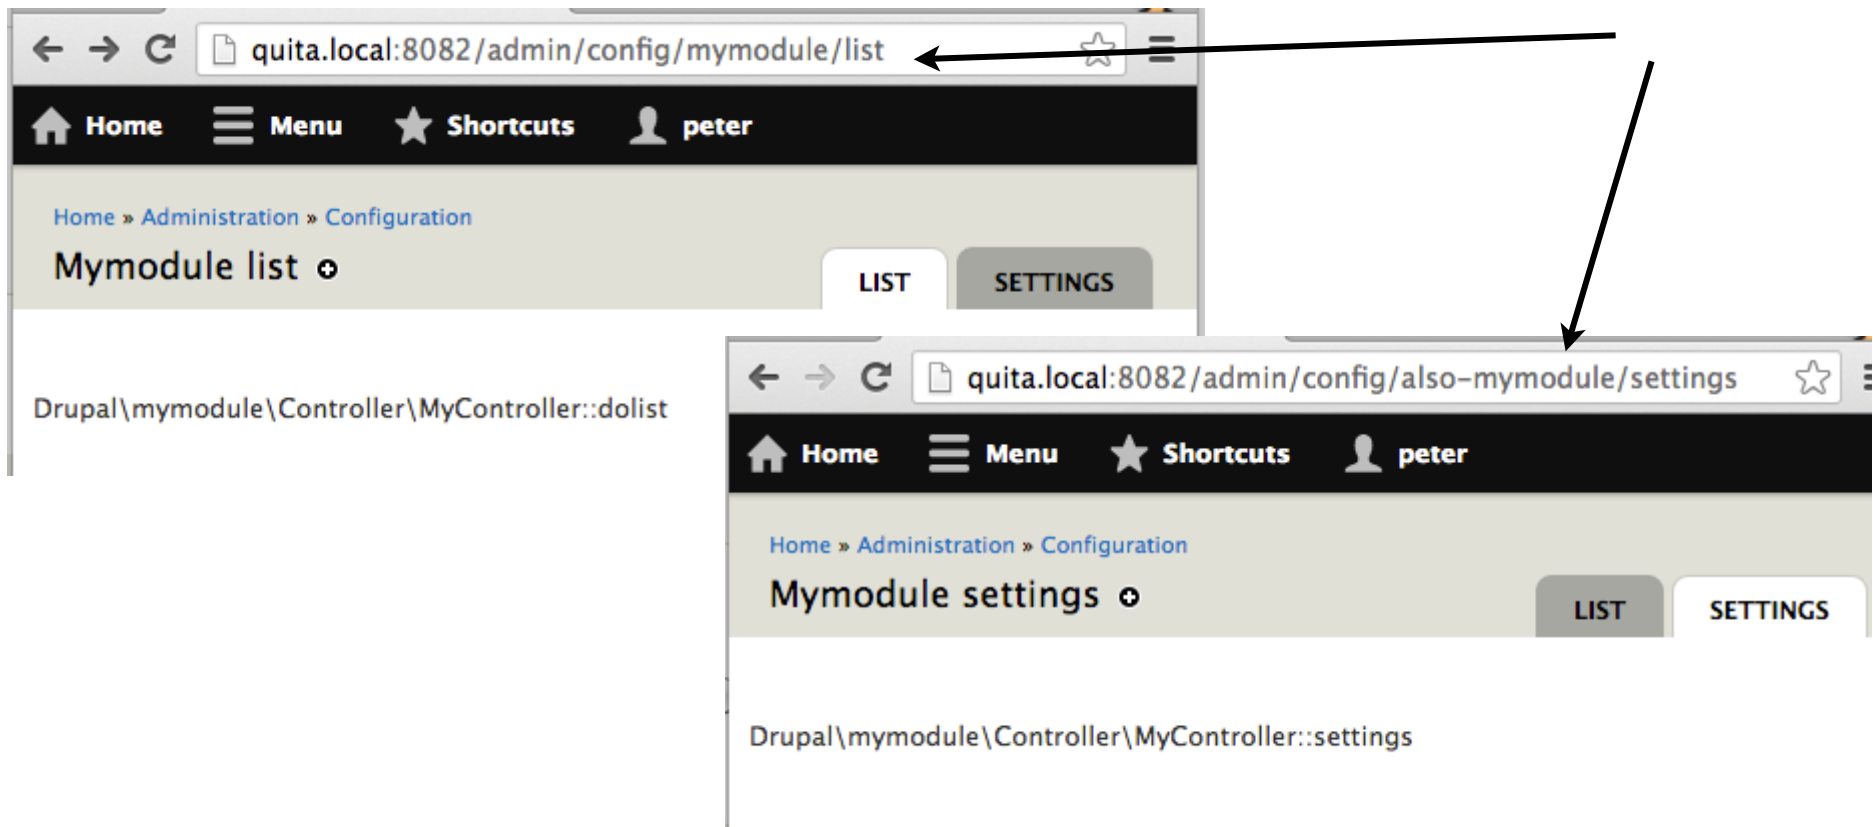 quita.local:8082/admin/config/mymodule/list
Home Menu Shortcuts peter
Home » Administration » Configuration
Mymodule list
LIST SETTINGS
Drupal\mymodule\Controller\MyController::dolist
quita.local:8082/admin/config/also-mymodule/settings
Home Menu Shortcuts peter
Home » Administration » Configuration
Mymodule settings
LIST SETTINGS
Drupal\mymodule\Controller\MyController::settings